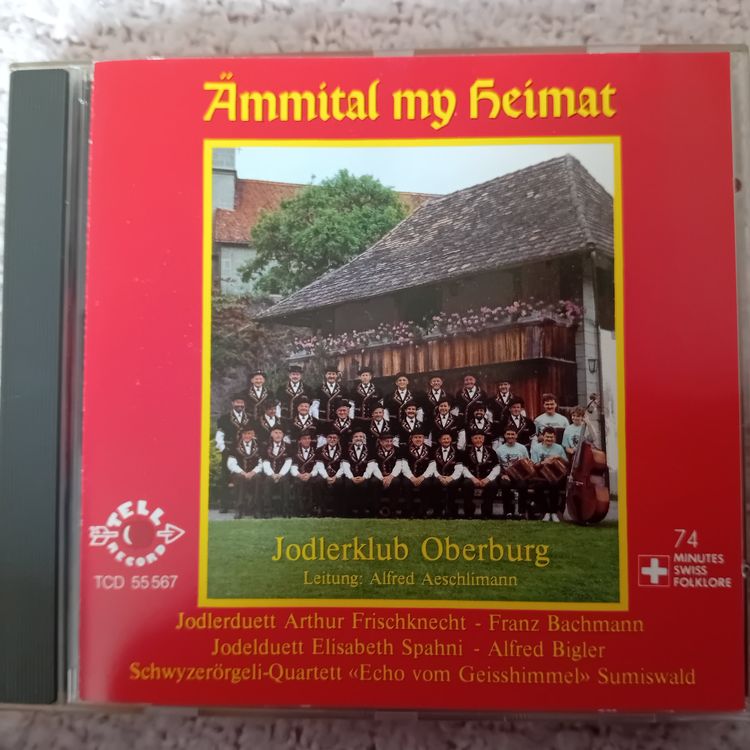 Ämmital my Heimat
Jodlerklub Oberburg
Leitung: Alfred Aeschlimann
TELL
RECORD
TCD 55 567
74
MINUTES
SWISS
FOLKLORE
Jodlerduett Arthur Frischknecht - Franz Bachmann
Jodelduett Elisabeth Spahni - Alfred Bigler
Schwyzerörgeli-Quartett «Echo vom Geisshimmel» Sumiswald